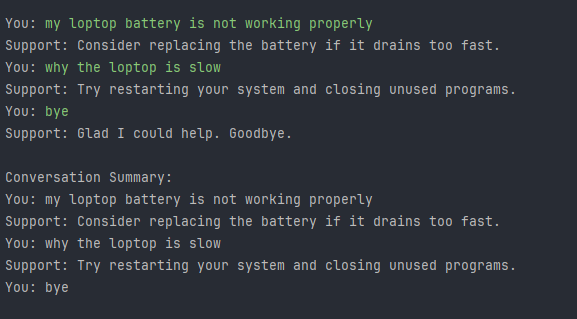 You: my loptop battery is not working properly
Support: Consider replacing the battery if it drains too fast.
You: why the loptop is slow
Support: Try restarting your system and closing unused programs.
You: bye
Support: Glad I could help. Goodbye.

Conversation Summary:
You: my loptop battery is not working properly
Support: Consider replacing the battery if it drains too fast.
You: why the loptop is slow
Support: Try restarting your system and closing unused programs.
You: bye